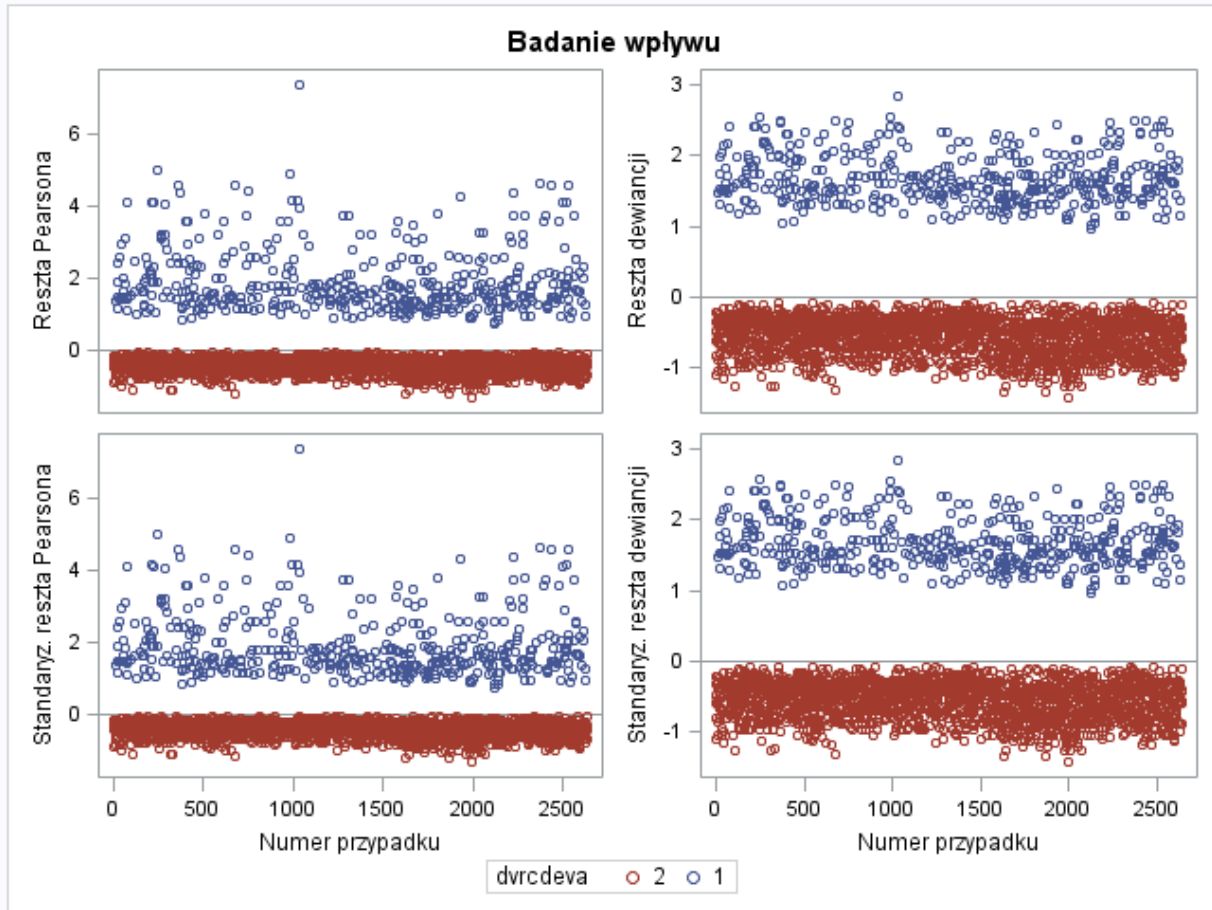 Badanie wpływu
Reszta Pearsona
6
4
2
0
Reszta dewiancji
3
2
1
0
-1
Standaryz. reszta Pearsona
6
4
2
0
0 500 1000 1500 2000 2500
Numer przypadku
Standaryz. reszta dewiancji
3
2
1
0
-1
0 500 1000 1500 2000 2500
Numer przypadku
dvrcdeva 2 1